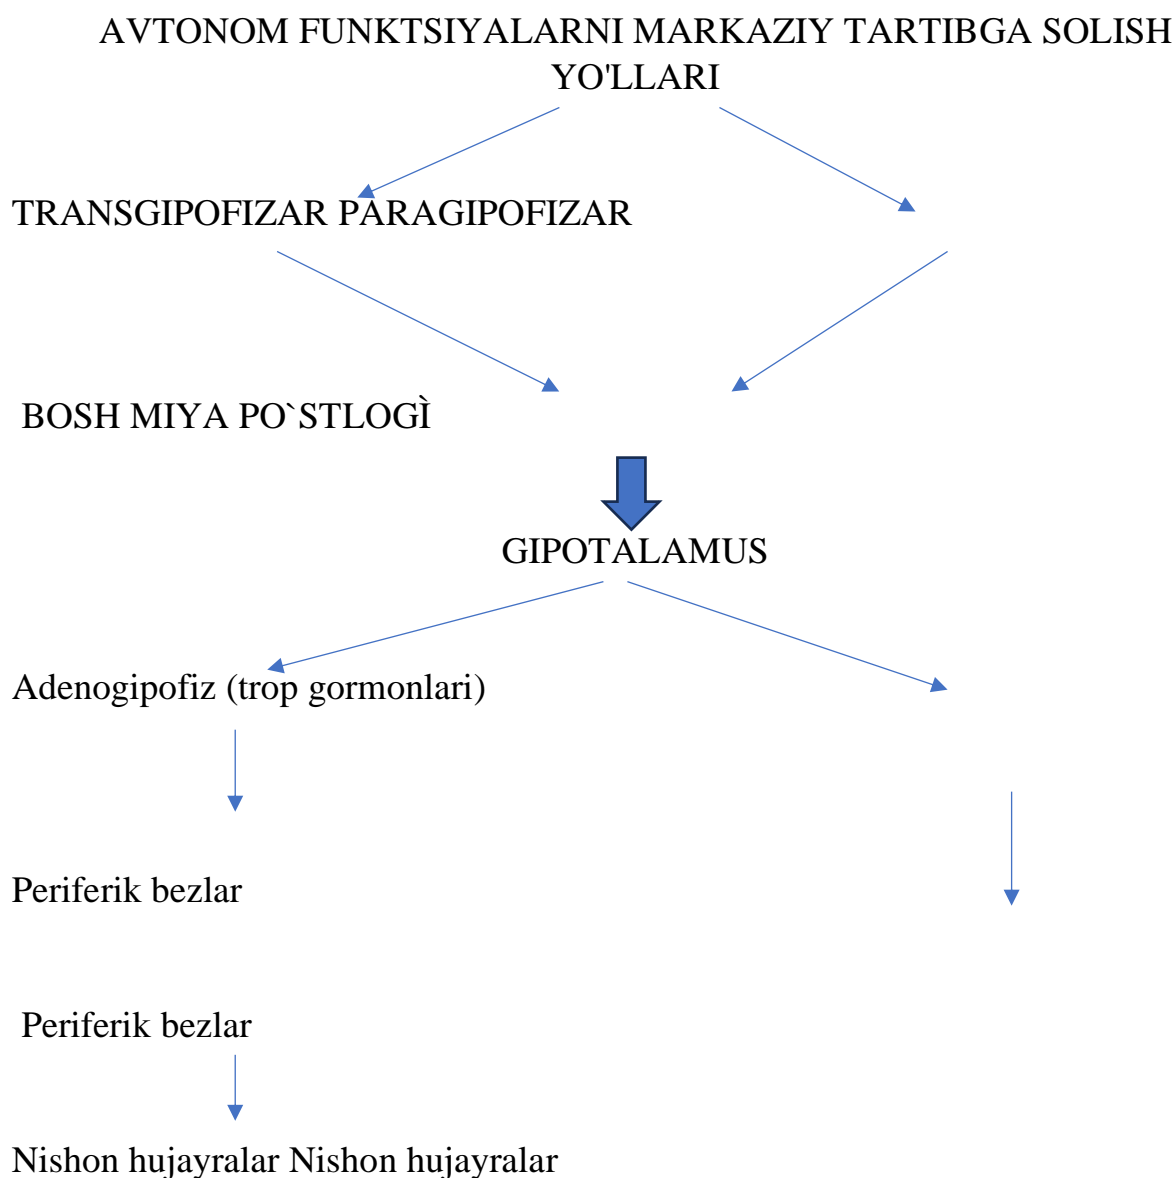 AVTONOM FUNKTSIYALARNI MARKAZIY TARTIBGA SOLISH
YO'LLARI
TRANSGIPOFIZAR PARAGIPOFIZAR
BOSH MIYA PO`STLOGÌ
GIPOTALAMUS
Adenogipofiz (trop gormonlari)
Periferik bezlar
Periferik bezlar
Nishon hujayralar Nishon hujayralar